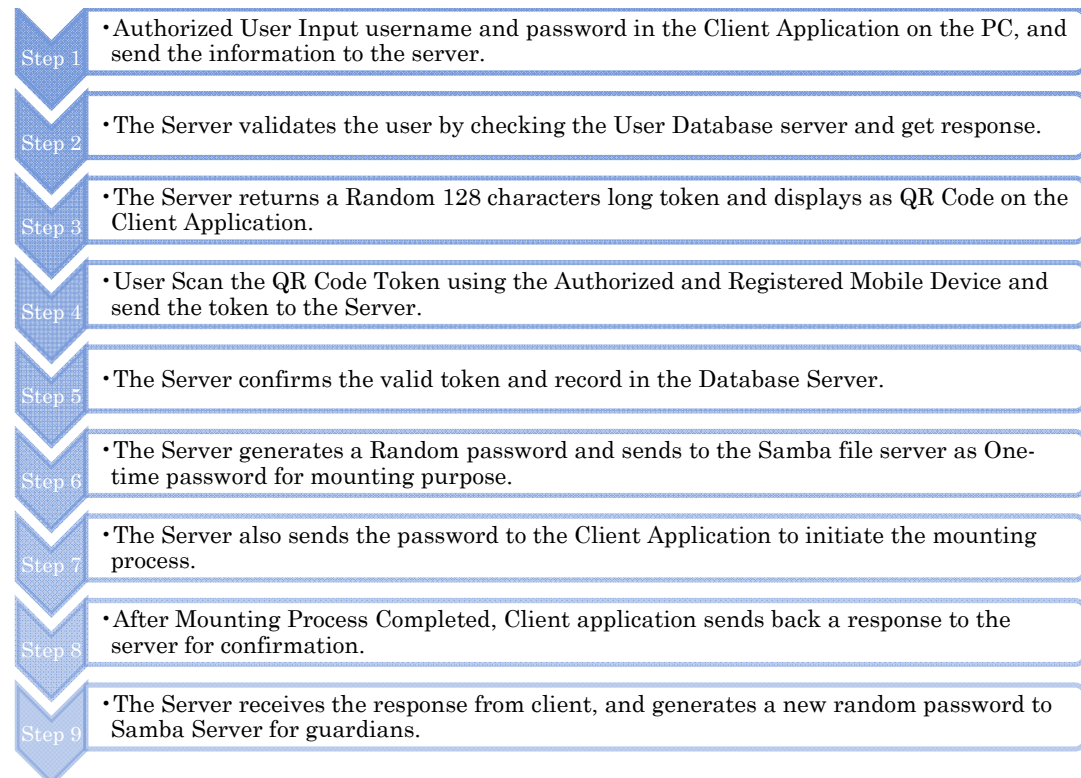 Step 1
•Authorized User Input username and password in the Client Application on the PC, and
send the information to the server.
Step 2
•The Server validates the user by checking the User Database server and get response.
Step 3
•The Server returns a Random 128 characters long token and displays as QR Code on the
Client Application.
Step 4
•User Scan the QR Code Token using the Authorized and Registered Mobile Device and
send the token to the Server.
Step 5
•The Server confirms the valid token and record in the Database Server.
Step 6
•The Server generates a Random password and sends to the Samba file server as One-
time password for mounting purpose.
Step 7
•The Server also sends the password to the Client Application to initiate the mounting
process.
Step 8
•After Mounting Process Completed, Client application sends back a response to the
server for confirmation.
Step 9
•The Server receives the response from client, and generates a new random password to
Samba Server for guardians.